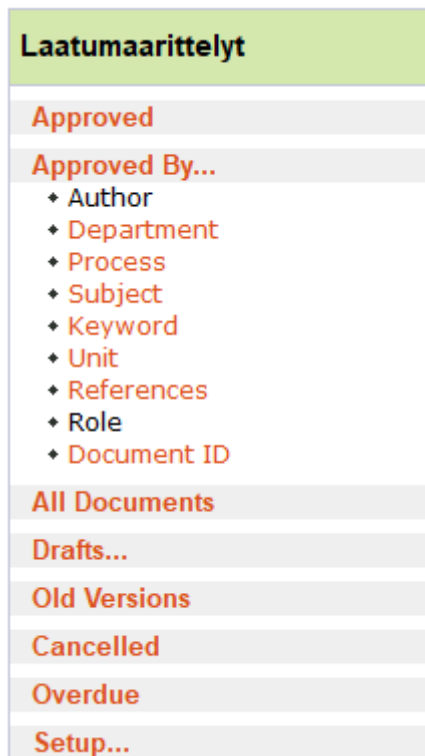 Laatumaarittelyt
Approved
Approved By...
Author
Department
Process
Subject
Keyword
Unit
References
Role
Document ID
All Documents
Drafts...
Old Versions
Cancelled
Overdue
Setup...